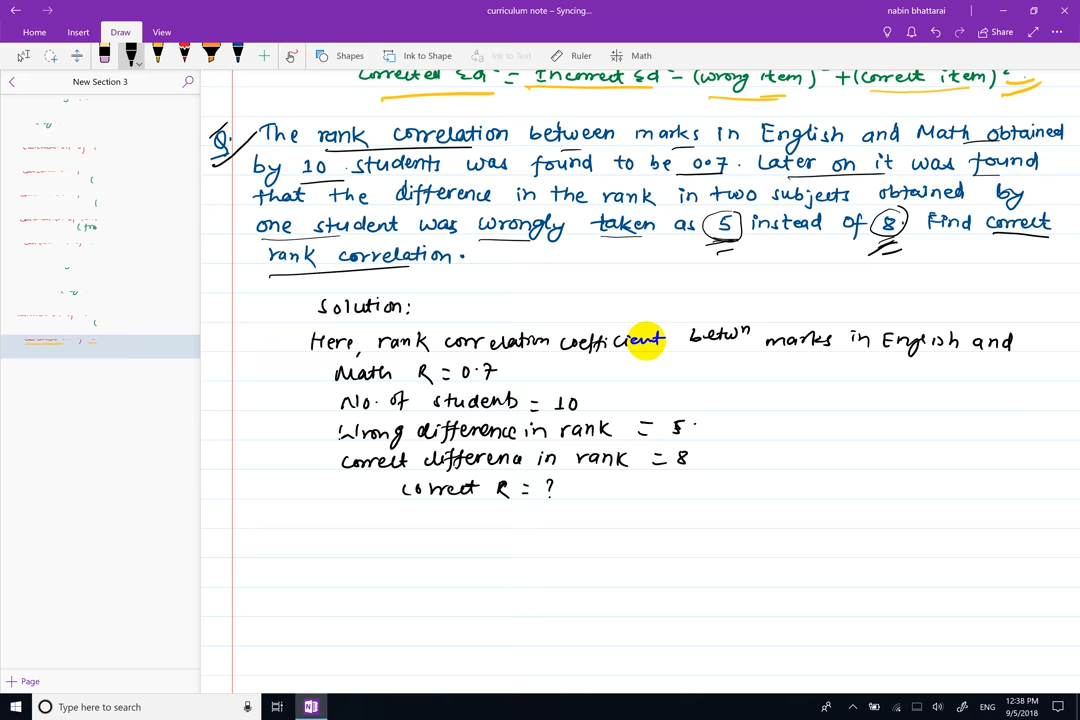 curriculum note – Syncing...
nabin bhattarai
Home Insert Draw View
Share
Shapes Ink to Shape Ink to Text Ruler Math
New Section 3
Corrected Σd² = Incorrect Σd² – (wrong item)² + (correct item)²
Q. The rank correlation between marks in English and Math obtained
by 10 students was found to be 0.7. Later on it was found
that the difference in the rank in two subjects obtained by
one student was wrongly taken as 5 instead of 8. Find correct
rank correlation.
Solution:
Here, rank correlation coefficient betwn marks in English and
Math R = 0.7
No. of students = 10
Wrong difference in rank = 5.
correct differenc in rank = 8
correct R = ?
Page
Type here to search
ENG
12:38 PM
9/5/2018